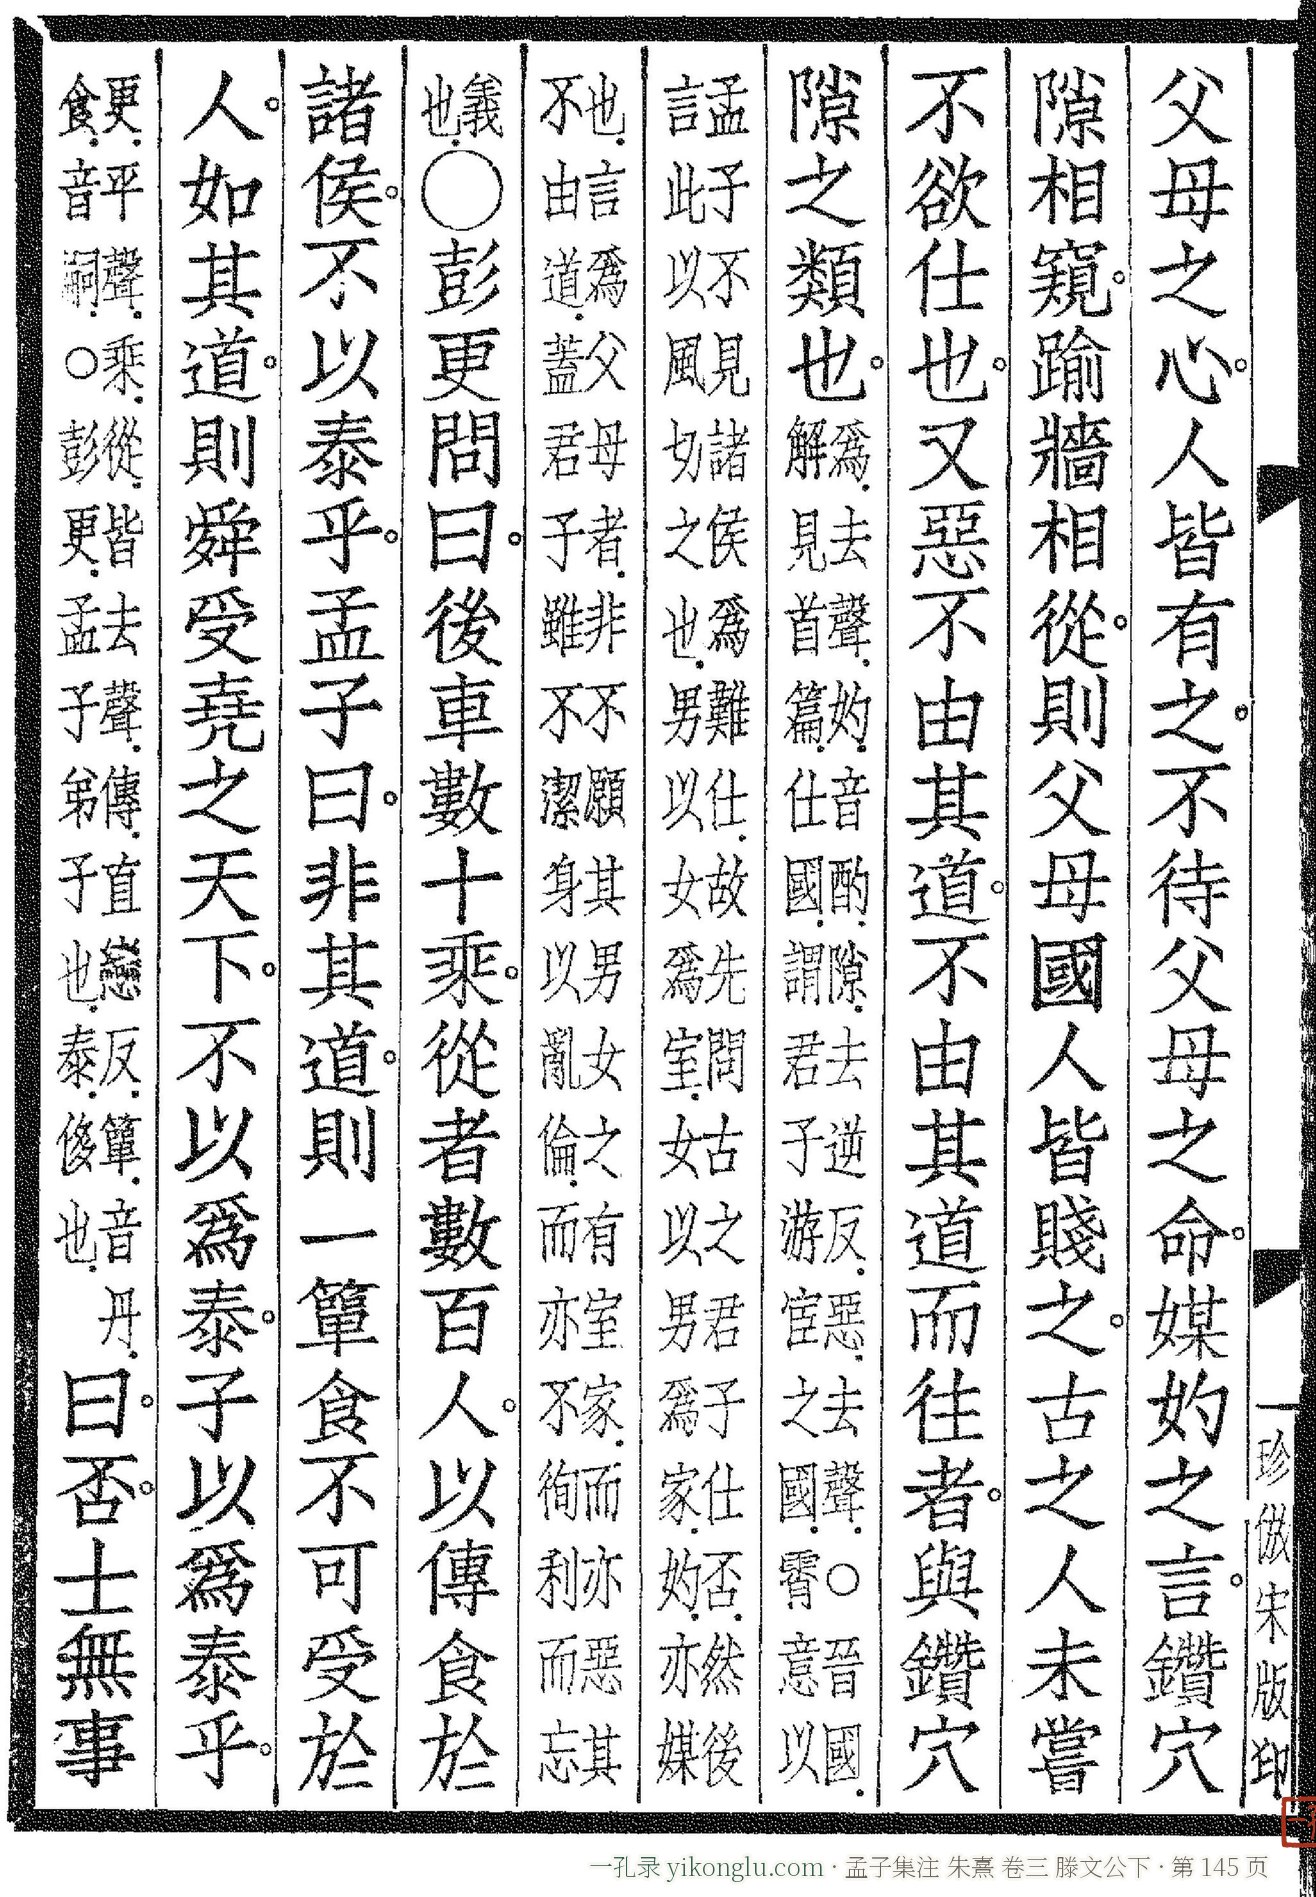 珍倣宋版印
父母之心。人皆有之。不待父母之命。媒妁之言。鑽穴
隙相窺。踰牆相從。則父母國人皆賤之。古之人未嘗
不欲仕也。又惡不由其道。不由其道而往者。與鑽穴
隙之類也。
爲.去聲.妁.音酌.隙.去逆反.惡.去聲.○晉國.
解見首篇.仕國.謂君子游宦之國.霄意以
孟子不見諸侯爲難仕.故先問古之君子仕否.然後
言此以風切之也.男以女爲室.女以男爲家.妁.亦媒
也.言爲父母者.非不願其男女之有室家.而亦惡其
不由道.蓋君子雖不潔身以亂倫.而亦不徇利而忘
義
也.
○彭更問曰。後車數十乘。從者數百人。以傳食於
諸侯。不以泰乎。孟子曰。非其道。則一簞食不可受於
人。如其道。則舜受堯之天下。不以爲泰。子以爲泰乎。
更.平聲.乘.從.皆去聲.傳.直戀反.簞.音丹.
食.音嗣.○彭更.孟子弟子也.泰.侈也.
曰。否。士無事
一孔录 yikonglu.com · 孟子集注 朱熹 卷三 滕文公下 · 第 145 页